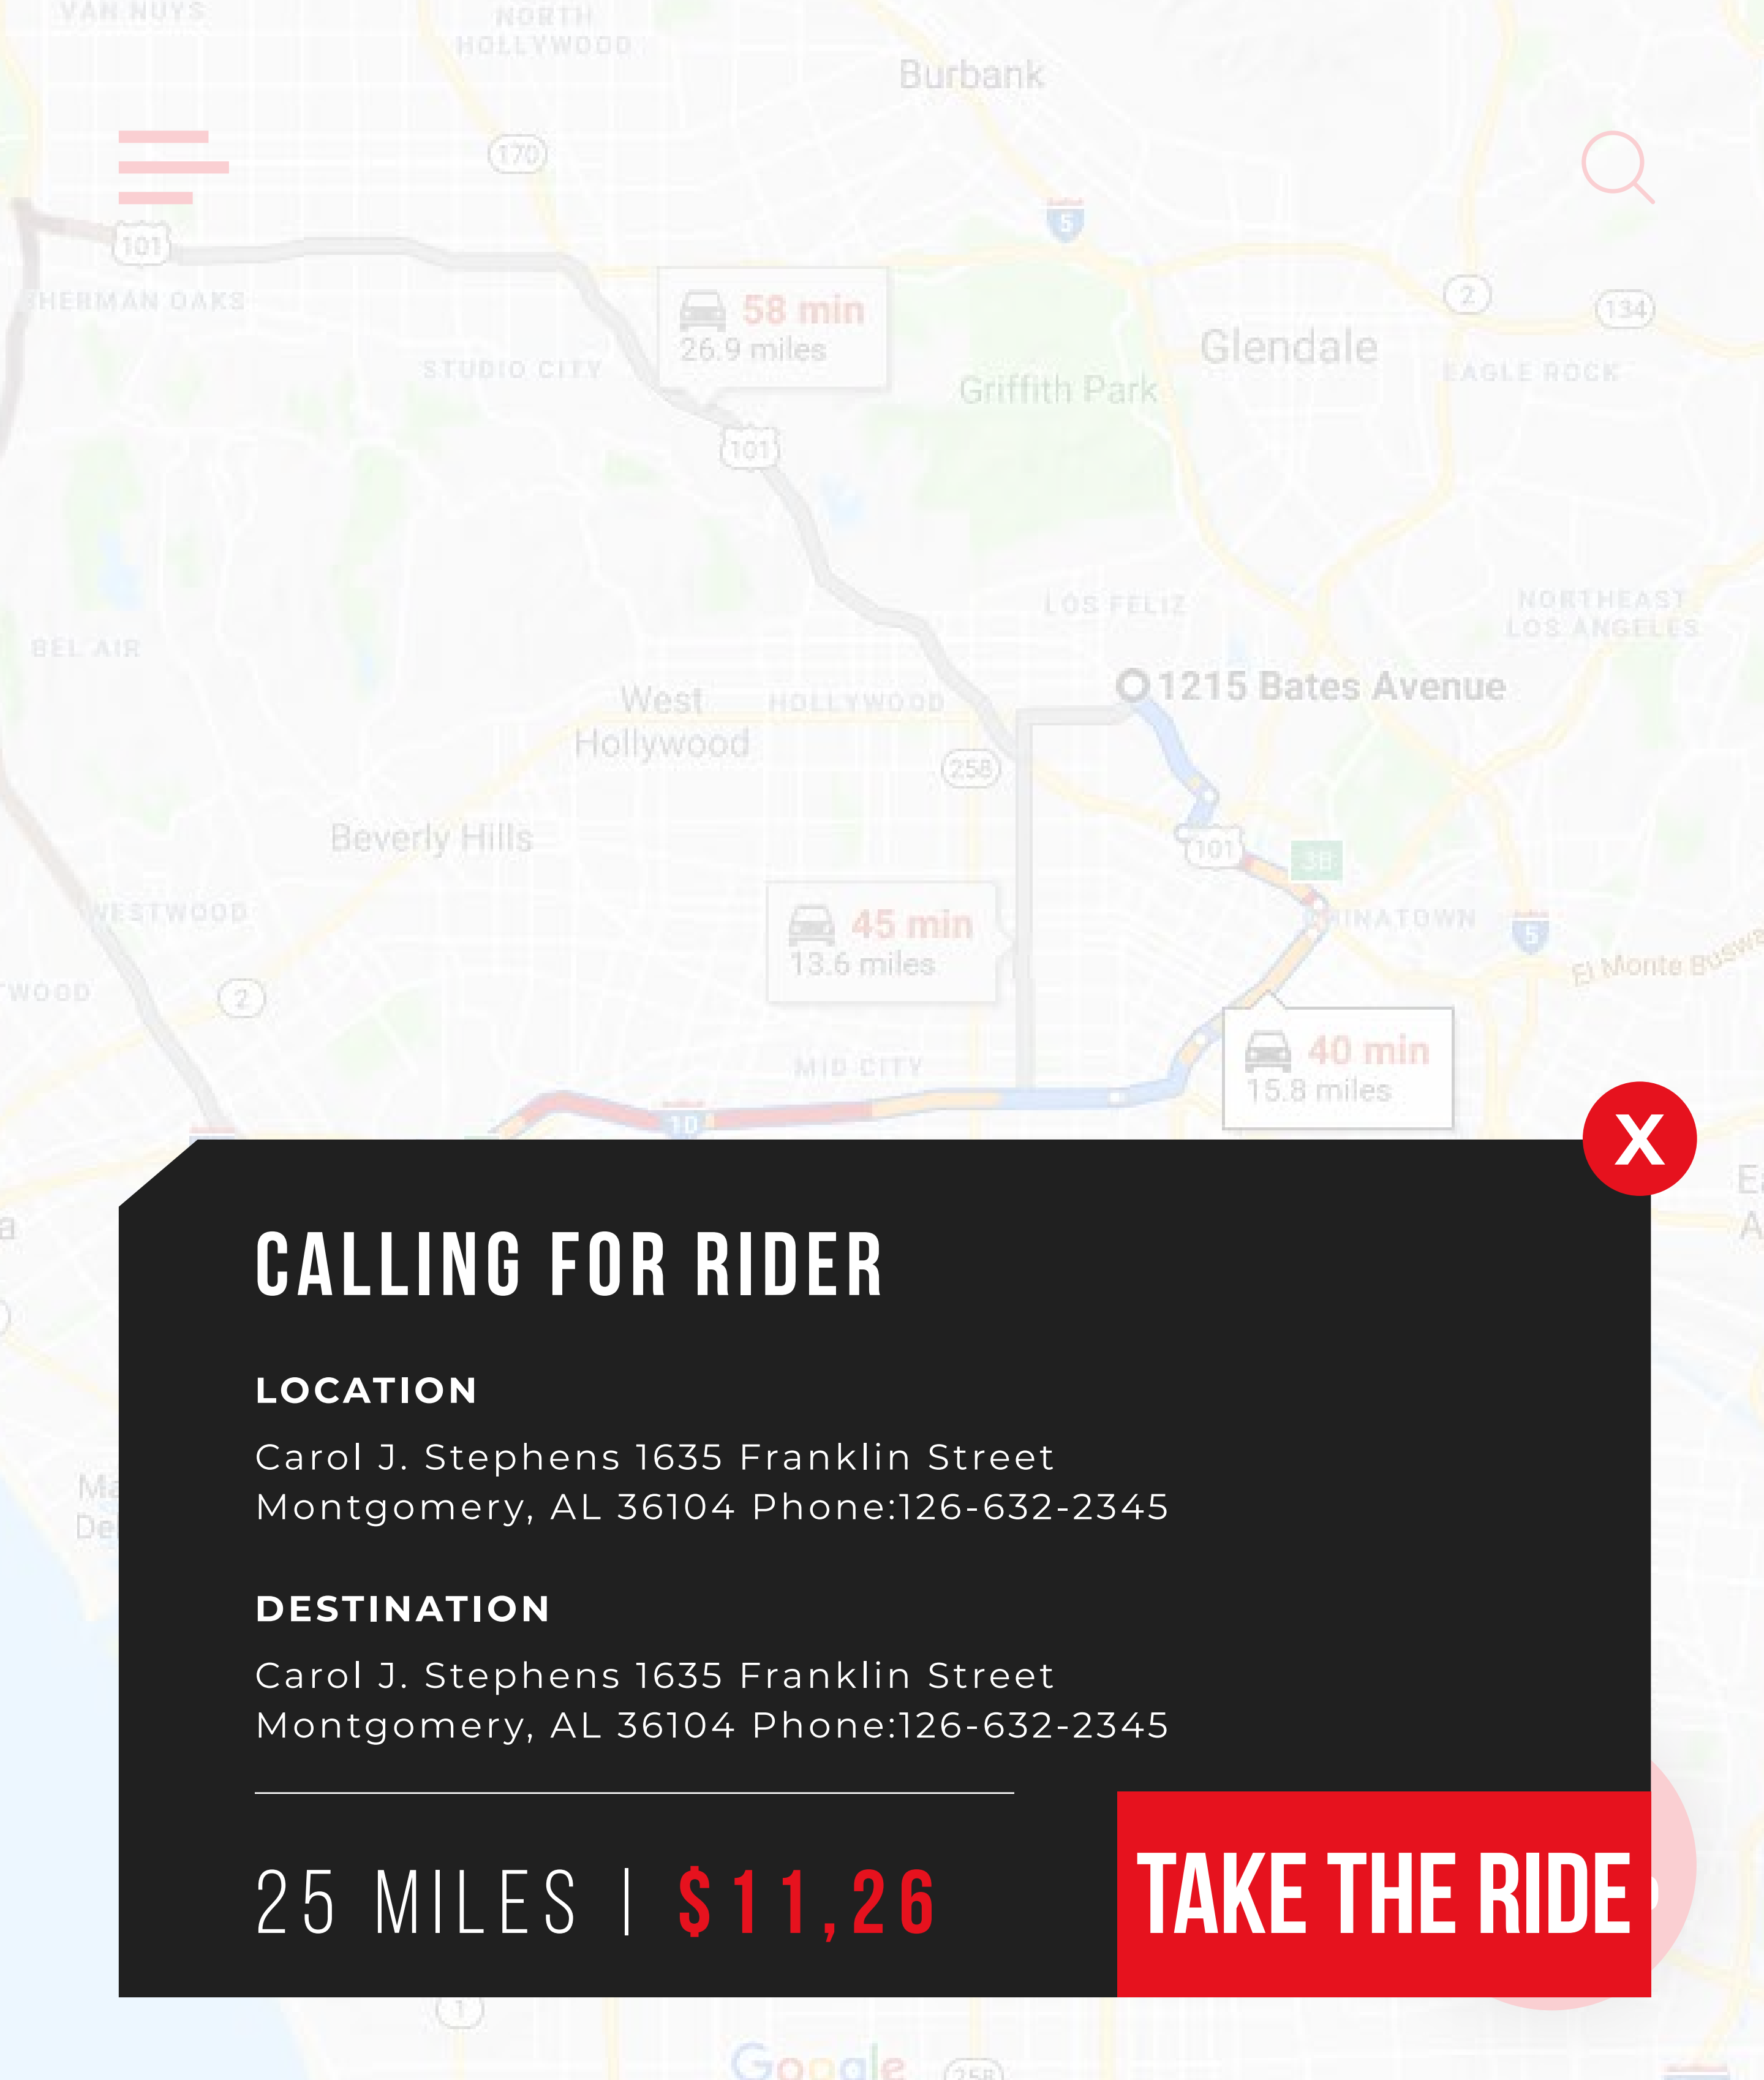 VAN NUYS
NORTH
HOLLYWOOD
Burbank
170
5
101
SHERMAN OAKS
58 min
26.9 miles
2
134
STUDIO CITY
Glendale
EAGLE ROCK
Griffith Park
101
LOS FELIZ
NORTHEAST
LOS ANGELES
BEL AIR
1215 Bates Avenue
West
Hollywood
HOLLYWOOD
258
Beverly Hills
101
3B
WESTWOOD
45 min
13.6 miles
CHINATOWN
5
El Monte Busw
TWOOD
2
MID CITY
40 min
15.8 miles
10
X
CALLING FOR RIDER
LOCATION
Carol J. Stephens 1635 Franklin Street
Montgomery, AL 36104 Phone:126-632-2345
DESTINATION
Carol J. Stephens 1635 Franklin Street
Montgomery, AL 36104 Phone:126-632-2345
25 MILES | $11,26
TAKE THE RIDE
1
Google
258